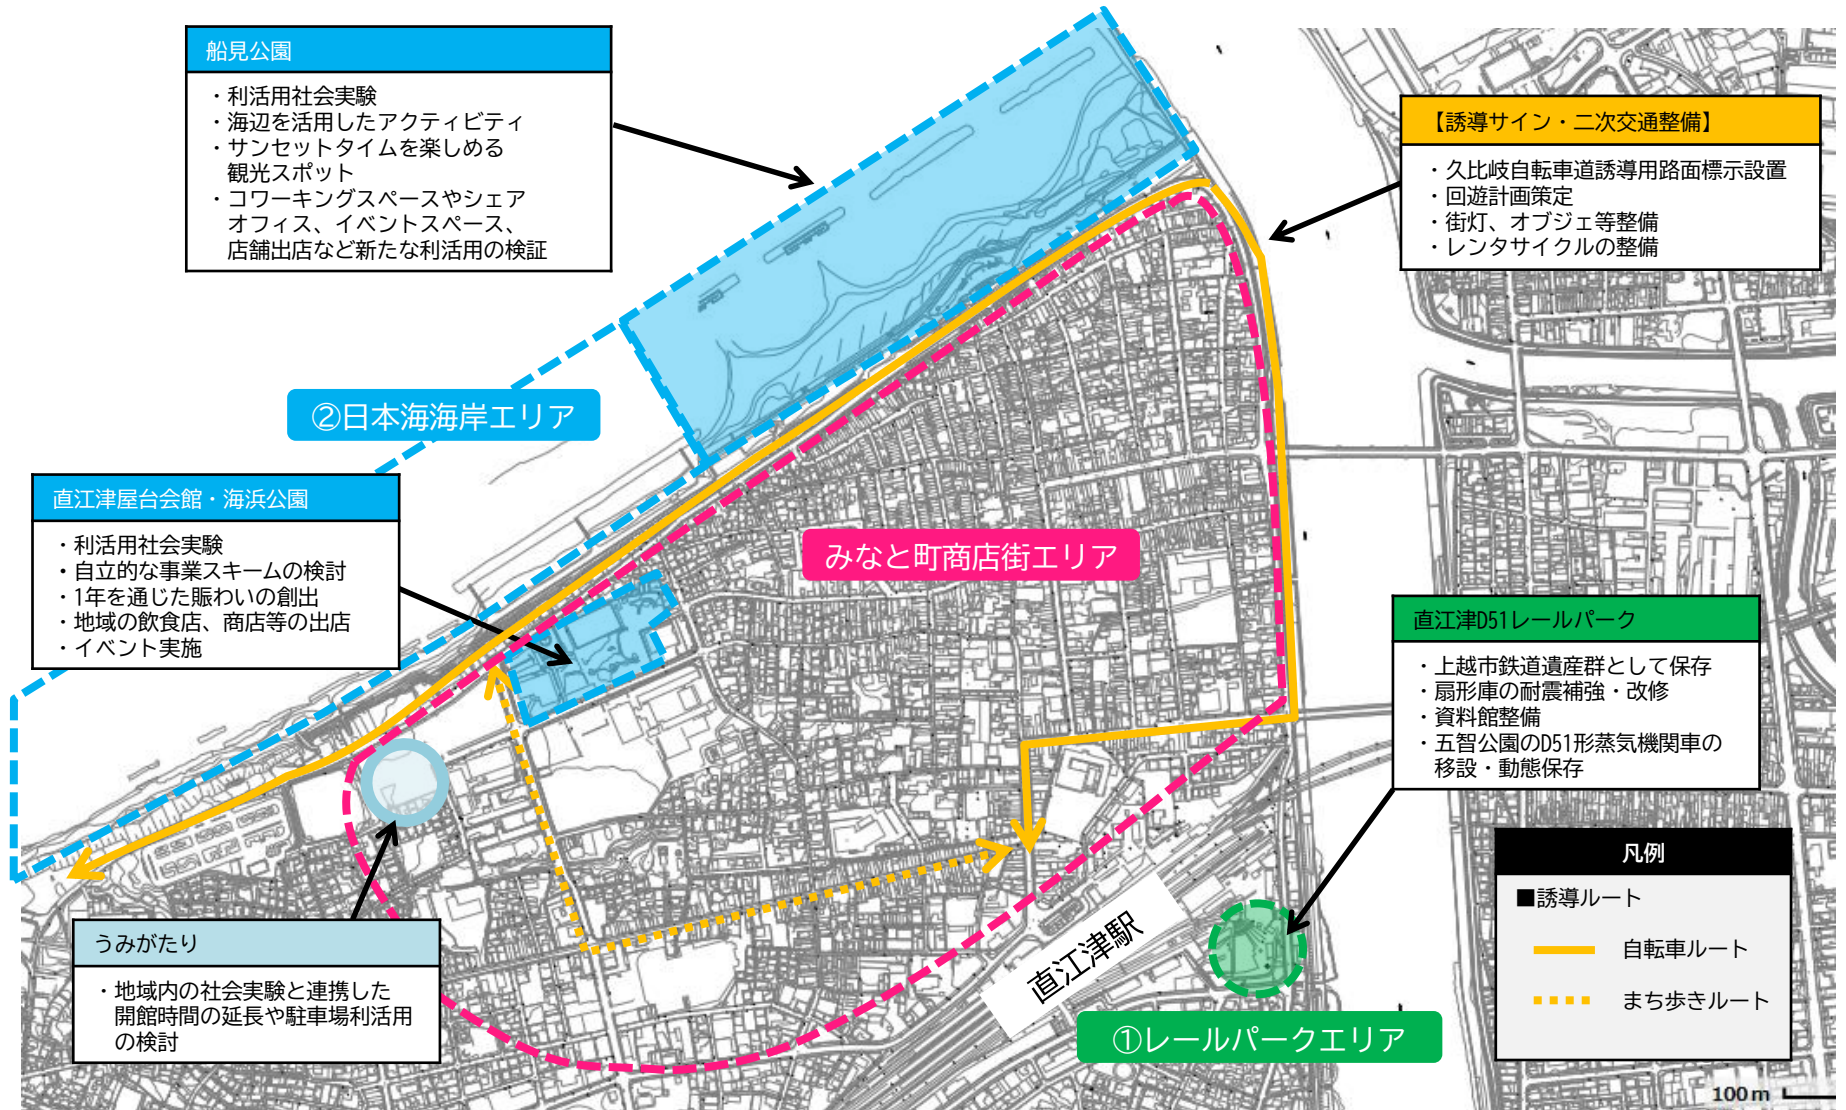 船見公園
・利活用社会実験
・海辺を活用したアクティビティ
・サンセットタイムを楽しめる
観光スポット
・コワーキングスペースやシェア
オフィス、イベントスペース、
店舗出店など新たな利活用の検証
【誘導サイン・二次交通整備】
・久比岐自転車道誘導用路面標示設置
・回遊計画策定
・街灯、オブジェ等整備
・レンタサイクルの整備
②日本海海岸エリア
直江津屋台会館・海浜公園
・利活用社会実験
・自立的な事業スキームの検討
・1年を通じた賑わいの創出
・地域の飲食店、商店等の出店
・イベント実施
みなと町商店街エリア
直江津D51レールパーク
・上越市鉄道遺産群として保存
・扇形庫の耐震補強・改修
・資料館整備
・五智公園のD51形蒸気機関車の
移設・動態保存
うみがたり
・地域内の社会実験と連携した
開館時間の延長や駐車場利活用
の検討
直江津駅
①レールパークエリア
凡例
■誘導ルート
自転車ルート
まち歩きルート
100m